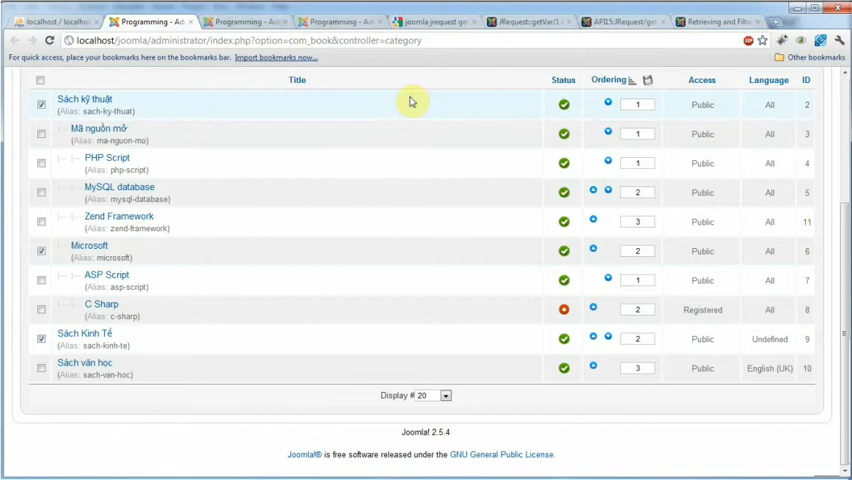 localhost / localhos
Programming - Ad
Programming - Adm
Programming - Adm
joomla jrequest get
JRequest::getVar/1.5
API15:JRequest/get
Retrieving and Filte
localhost/joomla/administrator/index.php?option=com_book&controller=category
For quick access, place your bookmarks here on the bookmarks bar. Import bookmarks now... Other bookmarks
Title Status Ordering Access Language ID
Sách kỹ thuật 1 Public All 2
(Alias: sach-ky-thuat)
Mã nguồn mở 1 Public All 3
(Alias: ma-nguon-mo)
PHP Script 1 Public All 4
(Alias: php-script)
MySQL database 2 Public All 5
(Alias: mysql-database)
Zend Framework 3 Public All 11
(Alias: zend-framework)
Microsoft 2 Public All 6
(Alias: microsoft)
ASP Script 1 Public All 7
(Alias: asp-script)
C Sharp 2 Registered All 8
(Alias: c-sharp)
Sách Kinh Tế 2 Public Undefined 9
(Alias: sach-kinh-te)
Sách văn học 3 Public English (UK) 10
(Alias: sach-van-hoc)
Display # 20
Joomla! 2.5.4
Joomla!® is free software released under the GNU General Public License.